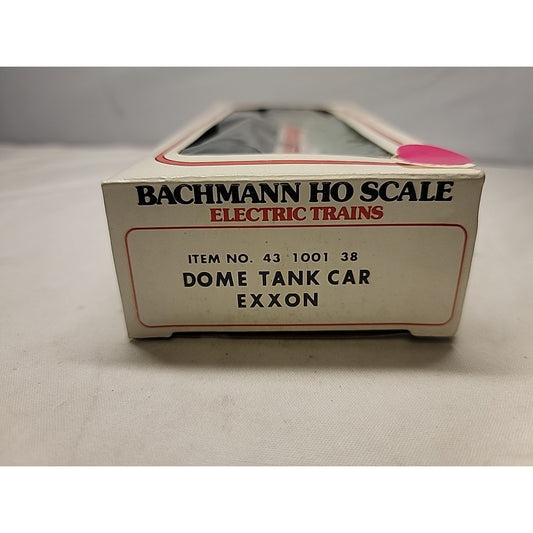 BACHMANN HO SCALE
ELECTRIC TRAINS
ITEM NO. 43 1001 38
DOME TANK CAR
EXXON